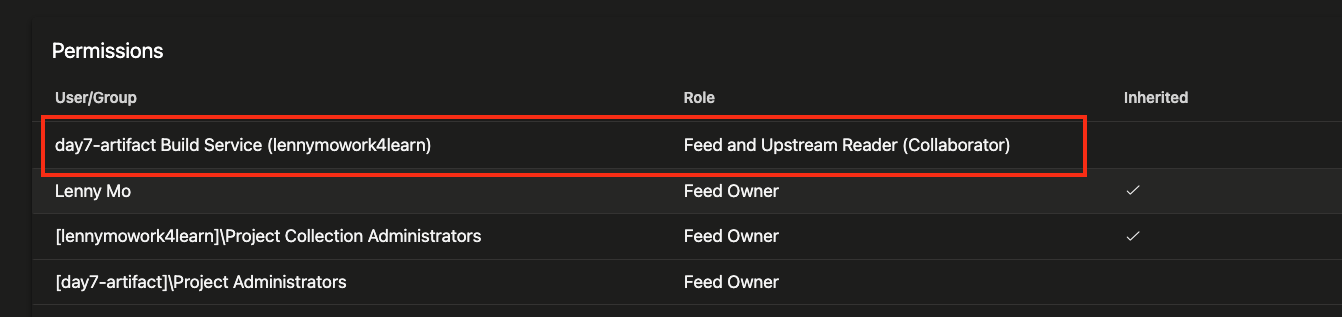 Permissions
User/Group Role Inherited
day7-artifact Build Service (lennymowork4learn) Feed and Upstream Reader (Collaborator)
Lenny Mo Feed Owner
[lennymowork4learn]\Project Collection Administrators Feed Owner
[day7-artifact]\Project Administrators Feed Owner